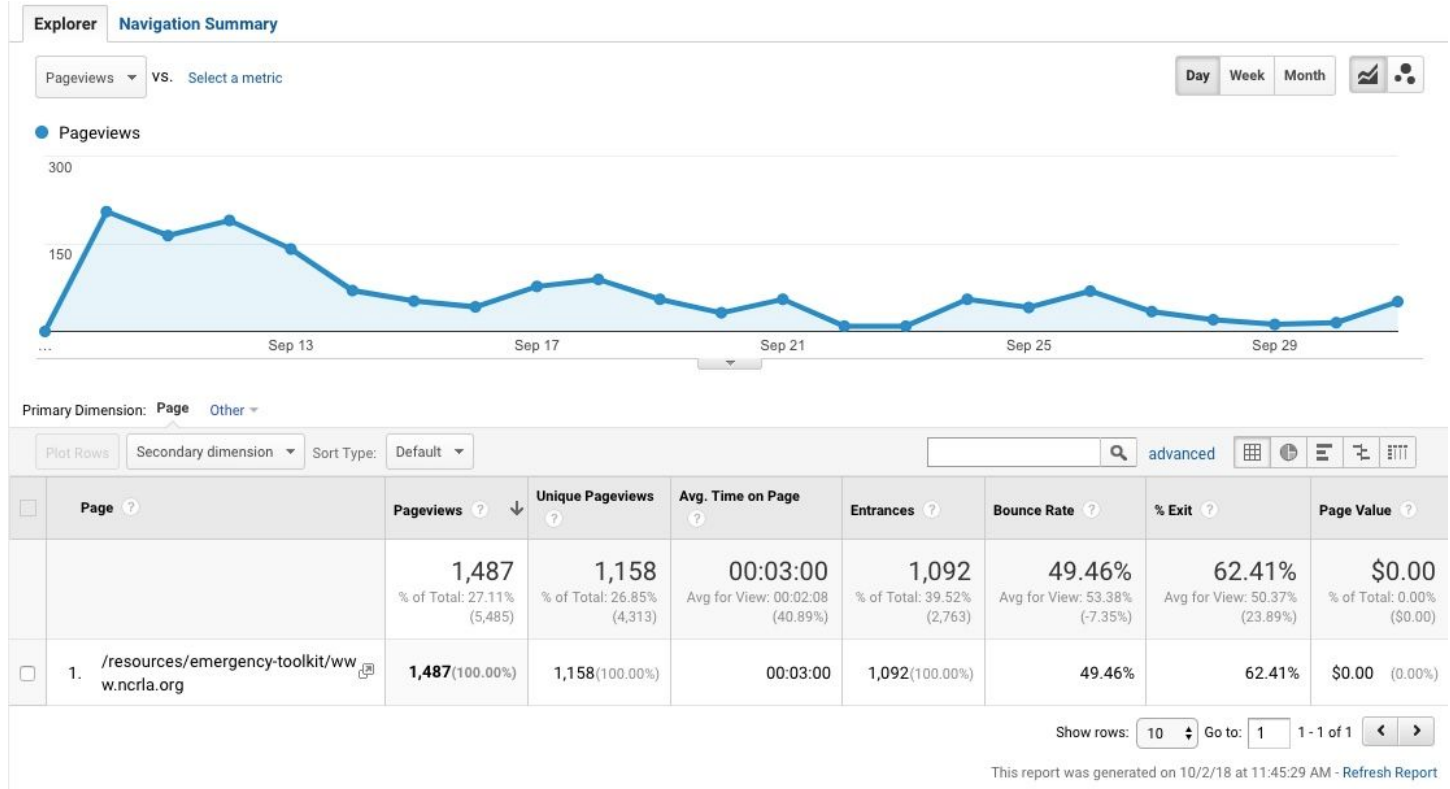 Explorer Navigation Summary
Pageviews VS. Select a metric Day Week Month
Pageviews
300
150
... Sep 13 Sep 17 Sep 21 Sep 25 Sep 29
Primary Dimension: Page Other
Plot Rows Secondary dimension Sort Type: Default advanced
Page ? Pageviews ? Unique Pageviews ? Avg. Time on Page ? Entrances ? Bounce Rate ? % Exit ? Page Value ?
1,487 1,158 00:03:00 1,092 49.46% 62.41% $0.00
% of Total: 27.11% % of Total: 26.85% Avg for View: 00:02:08 % of Total: 39.52% Avg for View: 53.38% Avg for View: 50.37% % of Total: 0.00%
(5,485) (4,313) (40.89%) (2,763) (-7.35%) (23.89%) ($0.00)
1. /resources/emergency-toolkit/ww
w.ncrla.org 1,487(100.00%) 1,158(100.00%) 00:03:00 1,092(100.00%) 49.46% 62.41% $0.00 (0.00%)
Show rows: 10 Go to: 1 1 - 1 of 1
This report was generated on 10/2/18 at 11:45:29 AM - Refresh Report